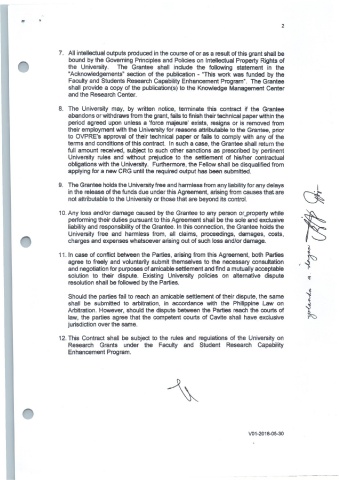 2
7. All intellectual outputs produced in the course of or as a result of this grant shall be
bound by the Governing Principles and Policies on Intellectual Property Rights of
the University. The Grantee shall include the following statement in the
"Acknowledgements" section of the publication - "This work was funded by the
Faculty and Students Research Capability Enhancement Program". The Grantee
shall provide a copy of the publication(s) to the Knowledge Management Center
and the Research Center.
8. The University may, by written notice, terminate this contract if the Grantee
abandons or withdraws from the grant, fails to finish their technical paper within the
period agreed upon unless a 'force majeure' exists, resigns or is removed from
their employment with the University for reasons attributable to the Grantee, prior
to OVPRE's approval of their technical paper or fails to comply with any of the
terms and conditions of this contract. In such a case, the Grantee shall return the
full amount received, subject to such other sanctions as prescribed by pertinent
University rules and without prejudice to the settlement of his/her contractual
obligations with the University. Furthermore, the Fellow shall be disqualified from
applying for a new CRG until the required output has been submitted.
9. The Grantee holds the University free and harmless from any liability for any delays
in the release of the funds due under this Agreement, arising from causes that are
not attributable to the University or those that are beyond its control.
10. Any loss and/or damage caused by the Grantee to any person or property while
performing their duties pursuant to this Agreement shall be the sole and exclusive
liability and responsibility of the Grantee. In this connection, the Grantee holds the
University free and harmless from, all claims, proceedings, damages, costs,
charges and expenses whatsoever arising out of such loss and/or damage.
11. In case of conflict between the Parties, arising from this Agreement, both Parties
agree to freely and voluntarily submit themselves to the necessary consultation
and negotiation for purposes of amicable settlement and find a mutually acceptable
solution to their dispute. Existing University policies on alternative dispute
resolution shall be followed by the Parties.
Should the parties fail to reach an amicable settlement of their dispute, the same
shall be submitted to arbitration, in accordance with the Philippine Law on
Arbitration. However, should the dispute between the Parties reach the courts of
law, the parties agree that the competent courts of Cavite shall have exclusive
jurisdiction over the same.
12. This Contract shall be subject to the rules and regulations of the University on
Research Grants under the Faculty and Student Research Capability
Enhancement Program.
V01-2018-05-30